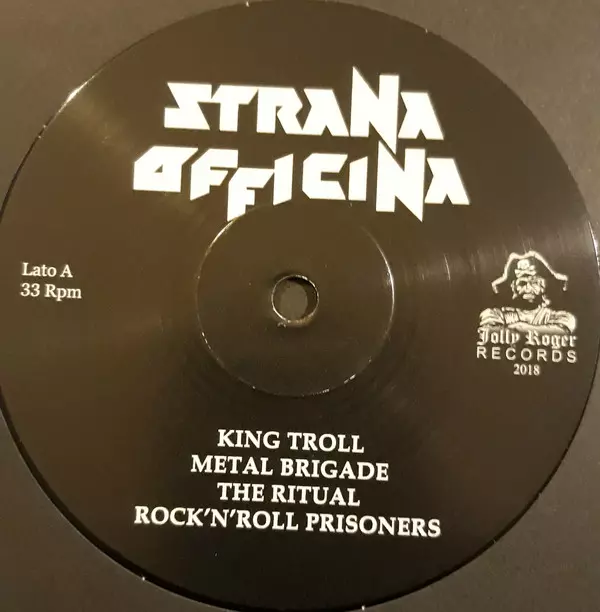 STRANA
OFFICINA
Lato A
33 Rpm
Jolly Roger
RECORDS
2018
KING TROLL
METAL BRIGADE
THE RITUAL
ROCK'N'ROLL PRISONERS